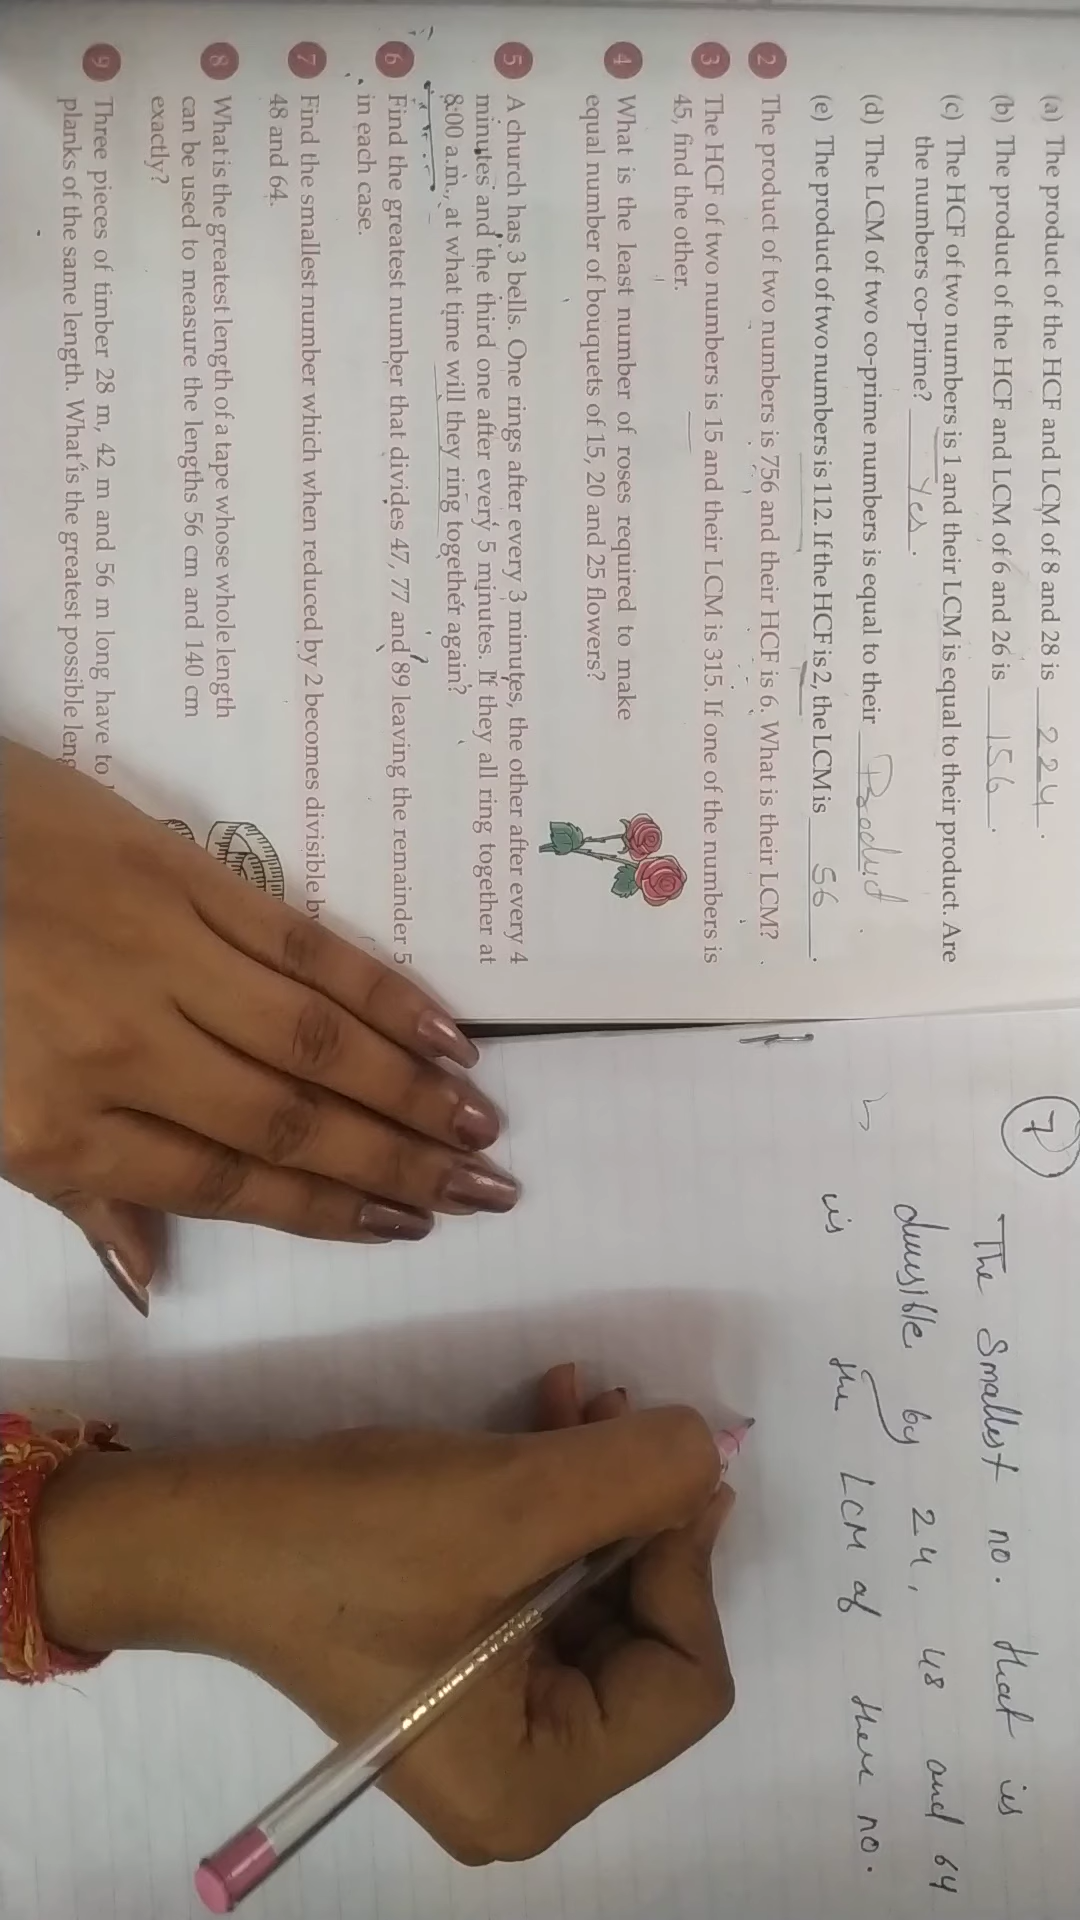 (a) The product of the HCF and LCM of 8 and 28 is 224.
(b) The product of the HCF and LCM of 6 and 26 is 156.
(c) The HCF of two numbers is 1 and their LCM is equal to their product. Are
the numbers co-prime? Yes.
(d) The LCM of two co-prime numbers is equal to their Product.
(e) The product of two numbers is 112. If the HCF is 2, the LCM is 56.
2 The product of two numbers is 756 and their HCF is 6. What is their LCM?
3 The HCF of two numbers is 15 and their LCM is 315. If one of the numbers is
45, find the other.
4 What is the least number of roses required to make
equal number of bouquets of 15, 20 and 25 flowers?
5 A church has 3 bells. One rings after every 3 minutes, the other after every 4
minutes and the third one after every 5 minutes. If they all ring together at
8:00 a.m., at what time will they ring together again?
6 Find the greatest number that divides 47, 77 and 89 leaving the remainder 5
in each case.
7 Find the smallest number which when reduced by 2 becomes divisible by
48 and 64.
8 What is the greatest length of a tape whose whole length
can be used to measure the lengths 56 cm and 140 cm
exactly?
9 Three pieces of timber 28 m, 42 m and 56 m long have to
planks of the same length. What is the greatest possible
7
The Smallest no. that is
divisible by 24, 48 and 64
is the LCM of these no.